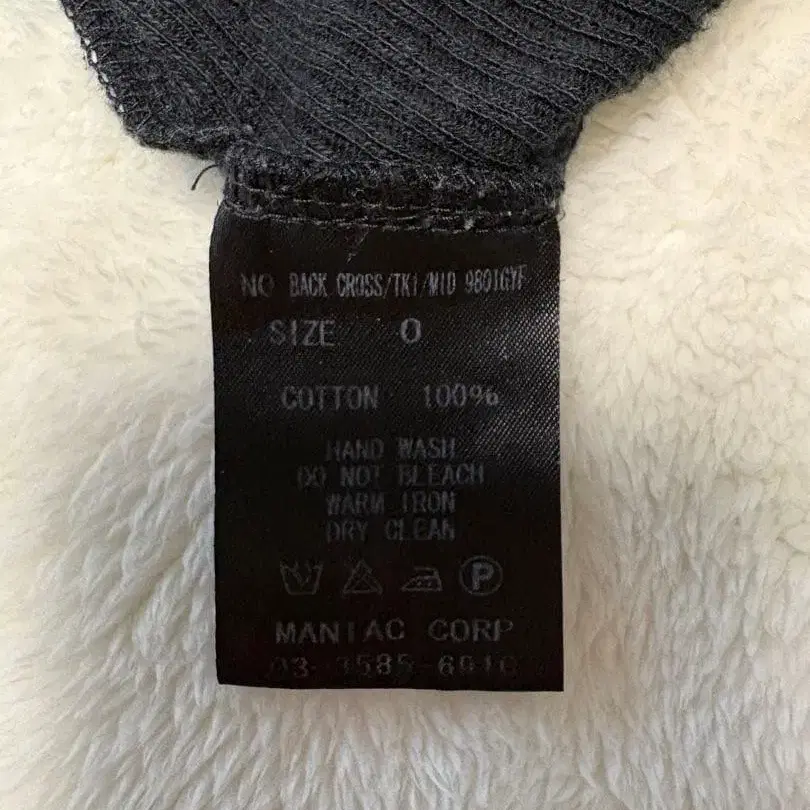 NO BACK CROSS/TK1/MID 9801GYF
SIZE 0
COTTON 100%
HAND WASH
DO NOT BLEACH
WARM IRON
DRY CLEAN
P
MANIAC CORP